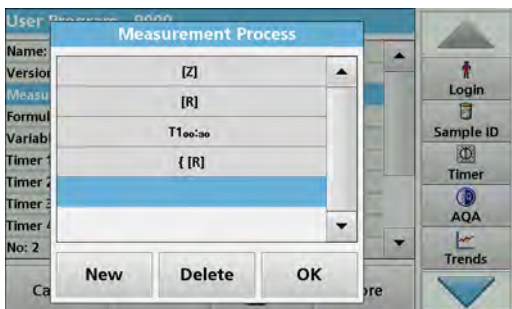 User Program 9000
Measurement Process
Name:
Version
Measu
Formul
Variabl
Timer 1
Timer 2
Timer 3
Timer 4
No: 2
[Z]
[R]
T1₀₀:₃₀
{ [R]
New
Delete
OK
Ca
ore
Login
Sample ID
Timer
AQA
Trends